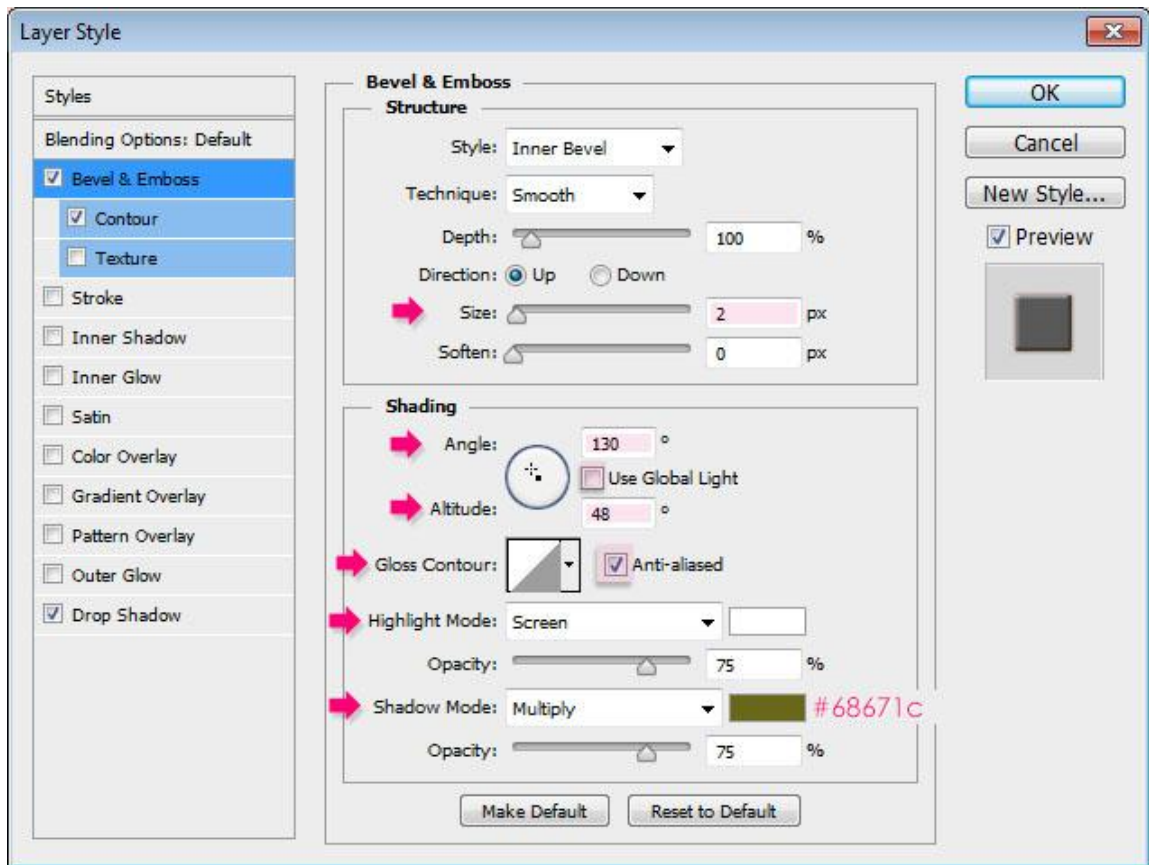 Layer Style
Styles
Blending Options: Default
Bevel & Emboss
Contour
Texture
Stroke
Inner Shadow
Inner Glow
Satin
Color Overlay
Gradient Overlay
Pattern Overlay
Outer Glow
Drop Shadow
Bevel & Emboss
Structure
Style: Inner Bevel
Technique: Smooth
Depth: 100 %
Direction: Up Down
Size: 2 px
Soften: 0 px
Shading
Angle: 130 °
Use Global Light
Altitude: 48 °
Gloss Contour: Anti-aliased
Highlight Mode: Screen
Opacity: 75 %
Shadow Mode: Multiply #68671c
Opacity: 75 %
Make Default Reset to Default
OK
Cancel
New Style...
Preview